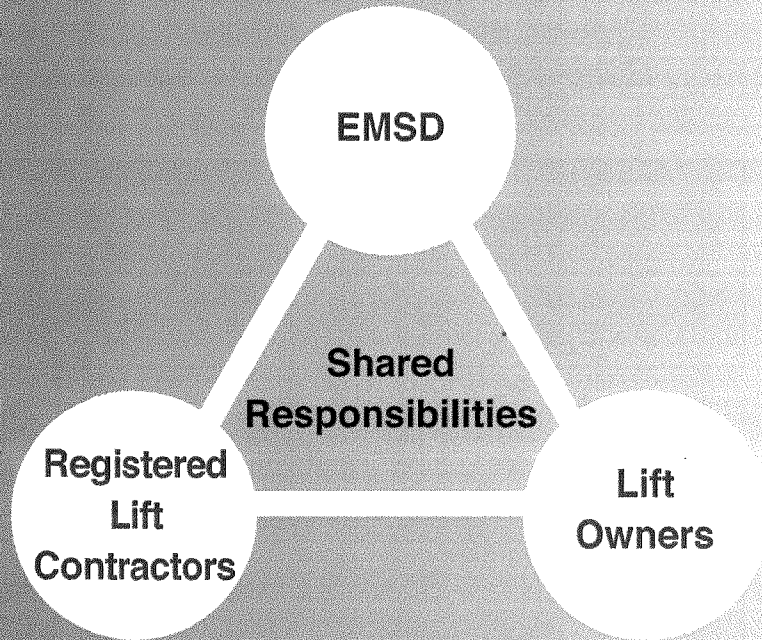 EMSD
Shared
Responsibilities
Registered
Lift
Contractors
Lift
Owners